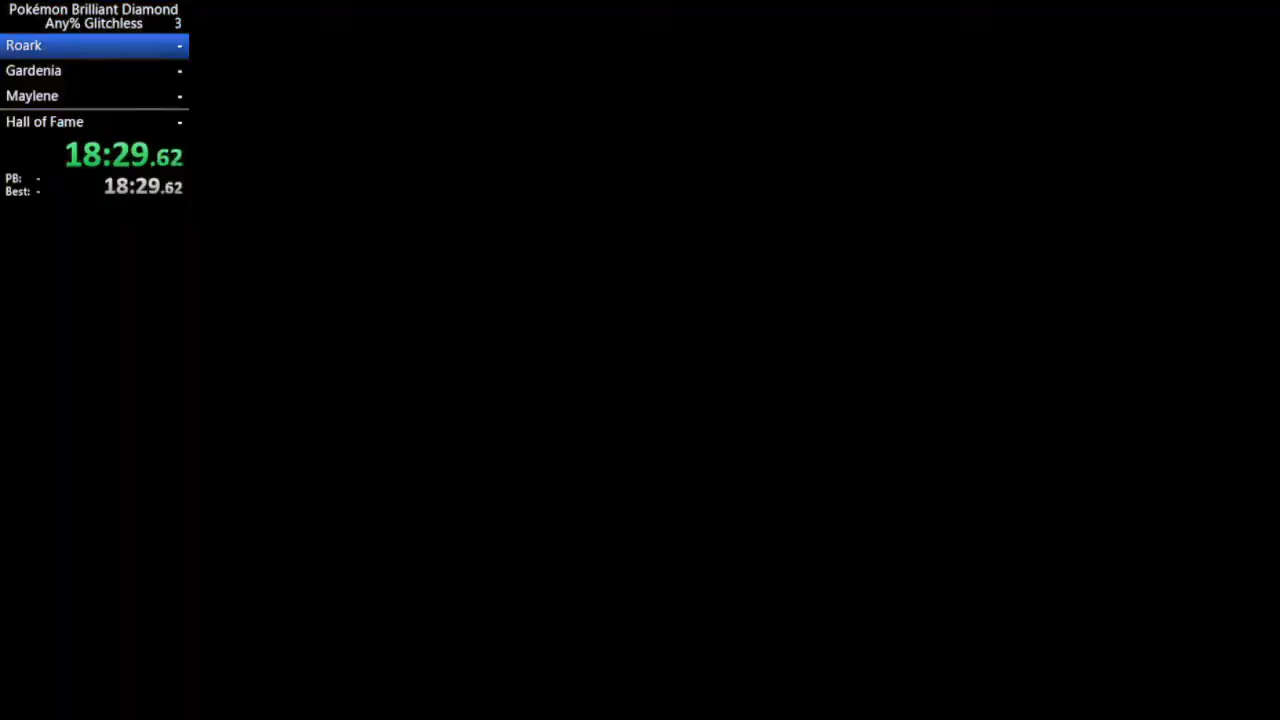 Pokémon Brilliant Diamond
Any% Glitchless 3
Roark -
Gardenia -
Maylene -
Hall of Fame -
18:29.62
PB: -
Best: - 18:29.62